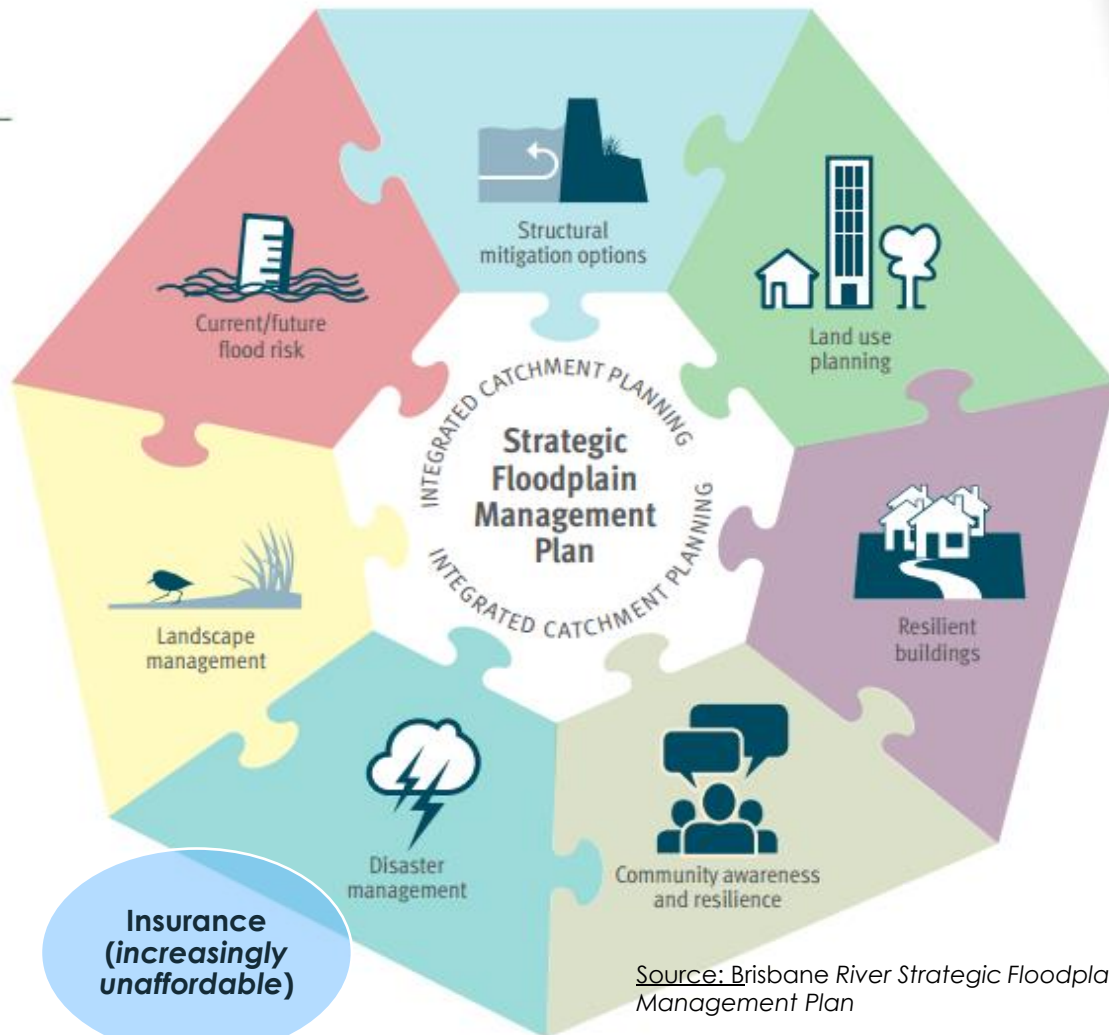 Structural
mitigation options
Current/future
flood risk
Land use
planning
INTEGRATED CATCHMENT PLANNING
Strategic
Floodplain
Management
Plan
INTEGRATED CATCHMENT PLANNING
Landscape
management
Resilient
buildings
Disaster
management
Community awareness
and resilience
Insurance
(increasingly
unaffordable)
Source: Brisbane River Strategic Floodpla
Management Plan